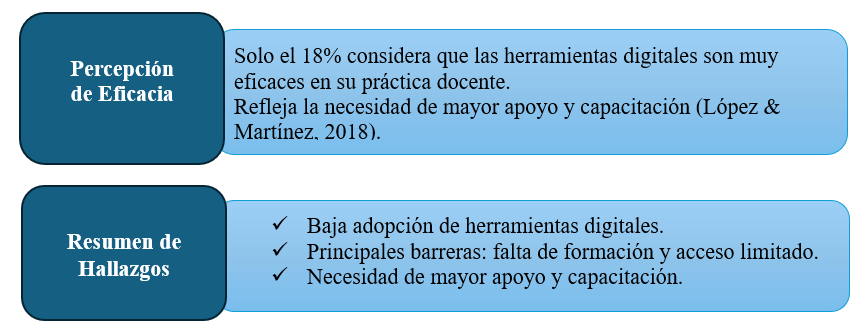 Percepción
de Eficacia
Solo el 18% considera que las herramientas digitales son muy
eficaces en su práctica docente.
Refleja la necesidad de mayor apoyo y capacitación (López &
Martínez, 2018).
Resumen de
Hallazgos
✓ Baja adopción de herramientas digitales.
✓ Principales barreras: falta de formación y acceso limitado.
✓ Necesidad de mayor apoyo y capacitación.